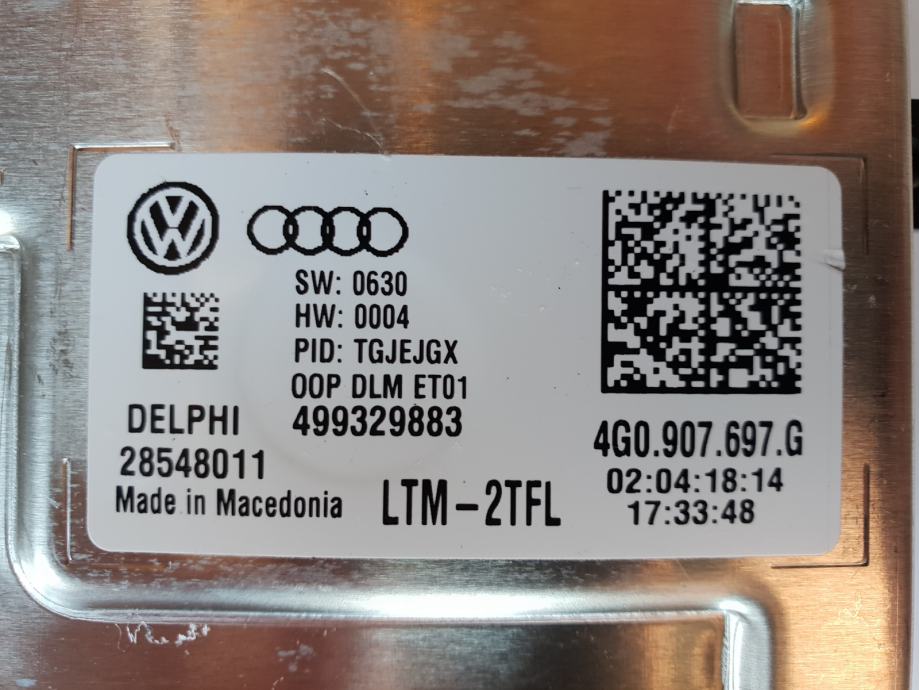 SW: 0630
HW: 0004
PID: TGJEJGX
OOP DLM ET01
499329883
DELPHI
28548011
Made in Macedonia
LTM-2TFL
4G0.907.697.G
02:04:18:14
17:33:48